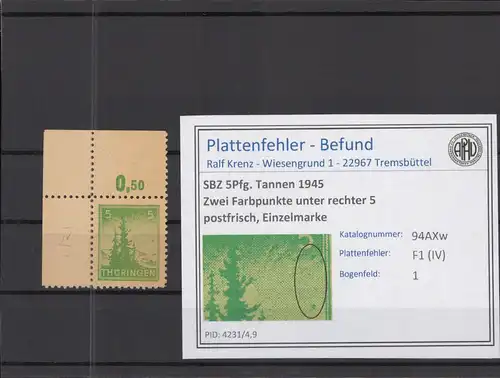 0,50
5 5
THÜRINGEN
IV
Plattenfehler - Befund
Ralf Krenz - Wiesengrund 1 - 22967 Tremsbüttel
SBZ 5Pfg. Tannen 1945
Zwei Farbpunkte unter rechter 5
postfrisch, Einzelmarke
Katalognummer: 94AXw
Plattenfehler: F1 (IV)
Bogenfeld: 1
PID: 4231/4,9